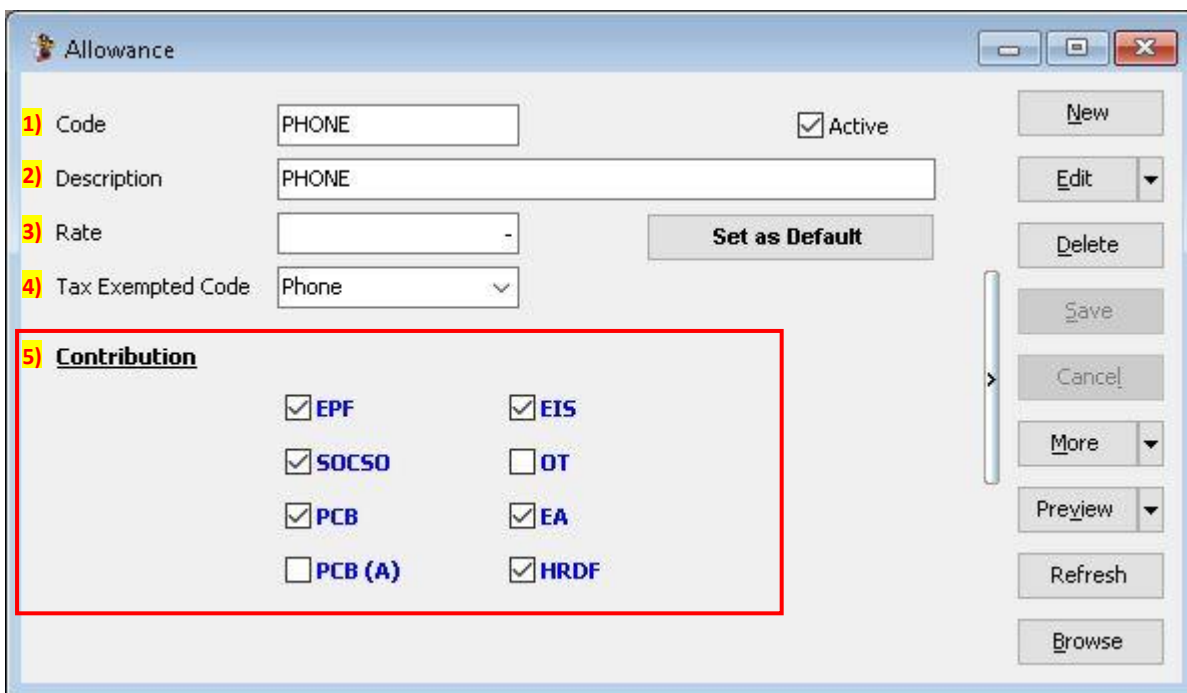 Allowance
1) Code PHONE Active New
2) Description PHONE Edit
3) Rate - Set as Default Delete
4) Tax Exempted Code Phone Save
5) Contribution Cancel
EPF EIS
SOCSO OT More
PCB EA Preview
PCB (A) HRDF Refresh
Browse